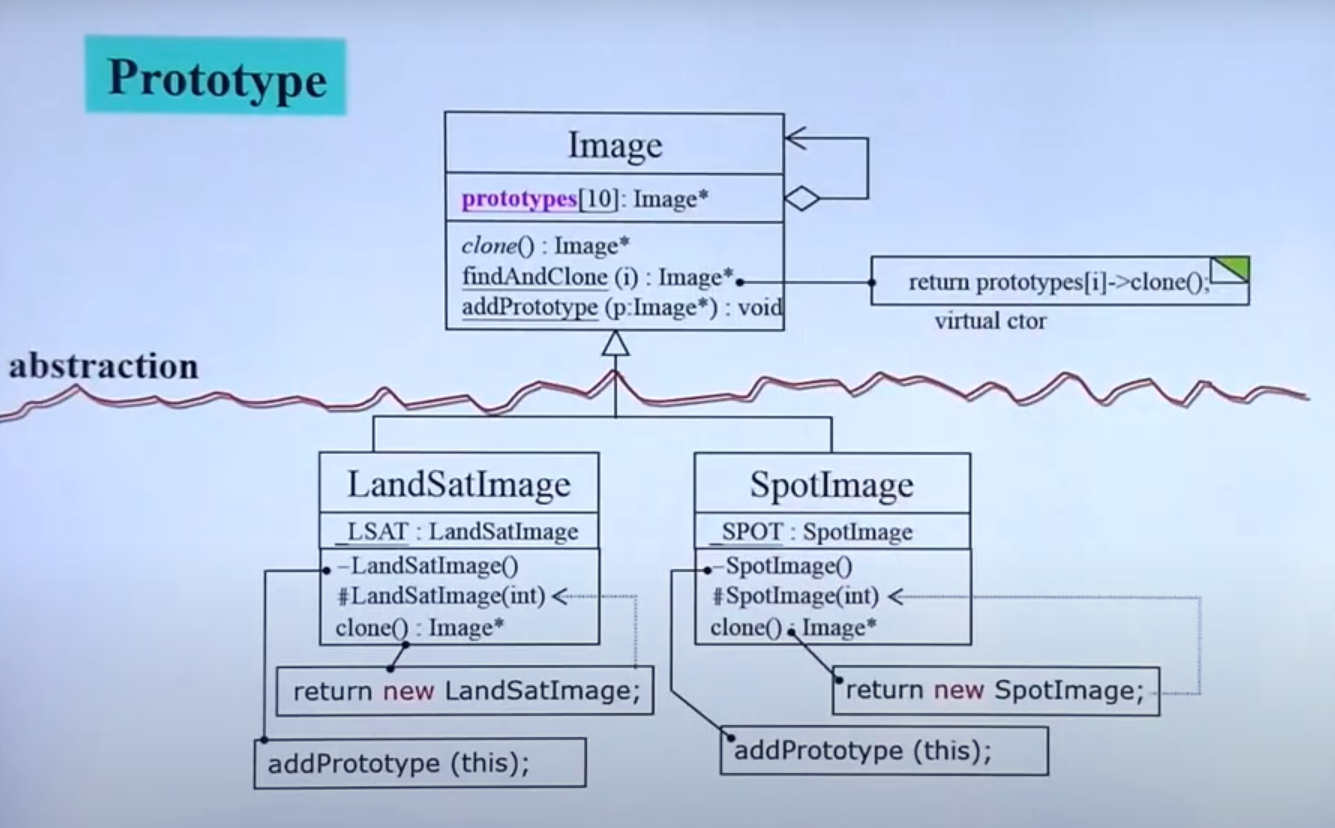 Prototype
Image
prototypes[10]: Image*
clone() : Image*
findAndClone (i) : Image*
addPrototype (p:Image*) : void
return prototypes[i]->clone();
virtual ctor
abstraction
LandSatImage
_LSAT : LandSatImage
-LandSatImage()
#LandSatImage(int)
clone() : Image*
return new LandSatImage;
addPrototype (this);
SpotImage
_SPOT : SpotImage
-SpotImage()
#SpotImage(int)
clone() : Image*
return new SpotImage;
addPrototype (this);